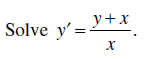 Solve y′ = (y + x)/x.